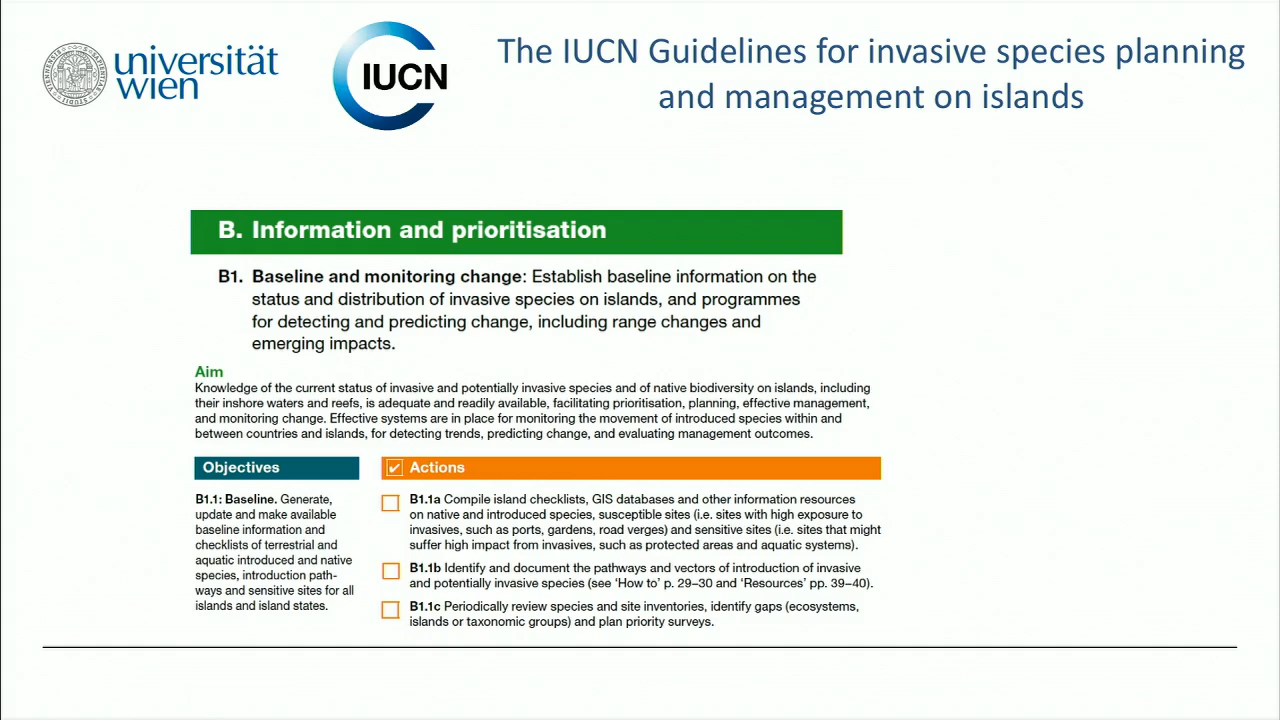 universität
wien
IUCN
The IUCN Guidelines for invasive species planning
and management on islands
B. Information and prioritisation
B1. Baseline and monitoring change: Establish baseline information on the
status and distribution of invasive species on islands, and programmes
for detecting and predicting change, including range changes and
emerging impacts.
Aim
Knowledge of the current status of invasive and potentially invasive species and of native biodiversity on islands, including
their inshore waters and reefs, is adequate and readily available, facilitating prioritisation, planning, effective management,
and monitoring change. Effective systems are in place for monitoring the movement of introduced species within and
between countries and islands, for detecting trends, predicting change, and evaluating management outcomes.
Objectives
B1.1: Baseline. Generate,
update and make available
baseline information and
checklists of terrestrial and
aquatic introduced and native
species, introduction path-
ways and sensitive sites for all
islands and island states.
Actions
B1.1a Compile island checklists, GIS databases and other information resources
on native and introduced species, susceptible sites (i.e. sites with high exposure to
invasives, such as ports, gardens, road verges) and sensitive sites (i.e. sites that might
suffer high impact from invasives, such as protected areas and aquatic systems).
B1.1b Identify and document the pathways and vectors of introduction of invasive
and potentially invasive species (see ‘How to’ p. 29–30 and ‘Resources’ pp. 39–40).
B1.1c Periodically review species and site inventories, identify gaps (ecosystems,
islands or taxonomic groups) and plan priority surveys.